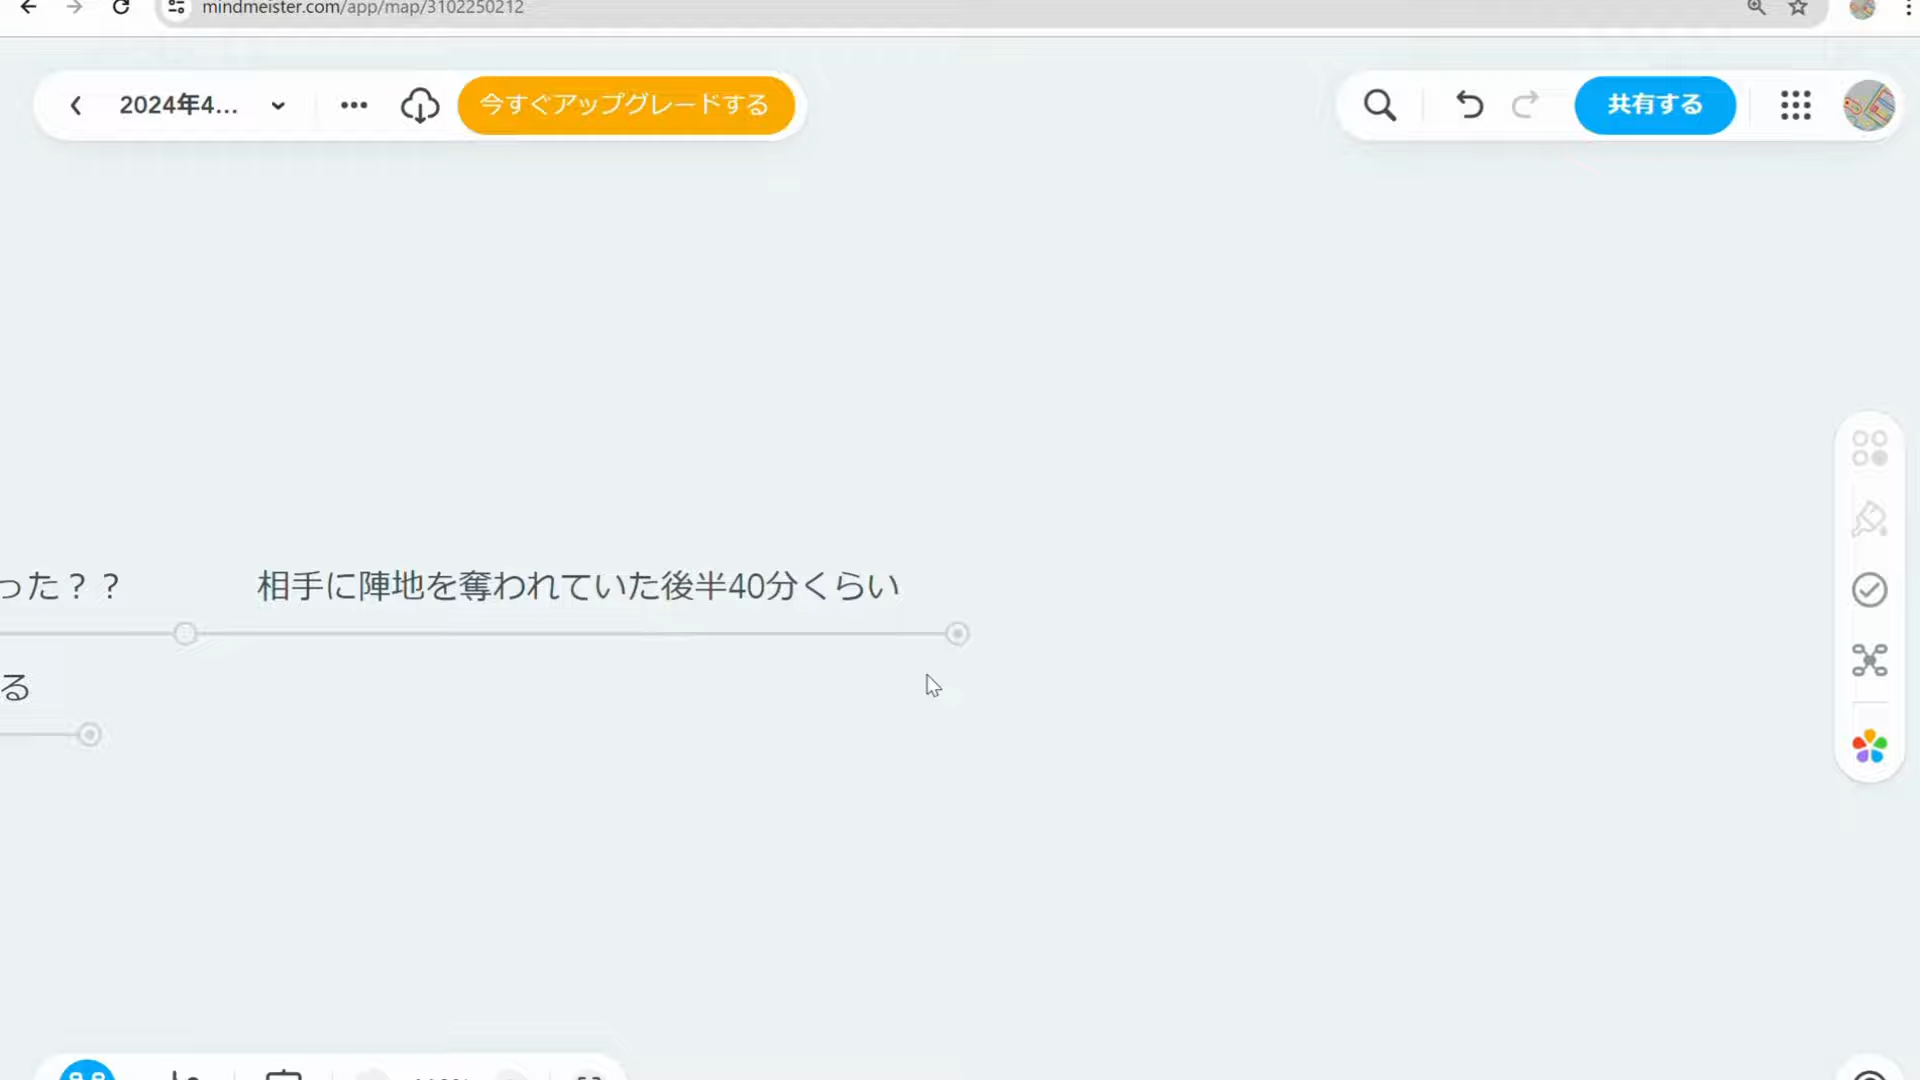 mindmeister.com/app/map/3102250212
2024年4...
今すぐアップグレードする
共有する
った？？
相手に陣地を奪われていた後半40分くらい
る